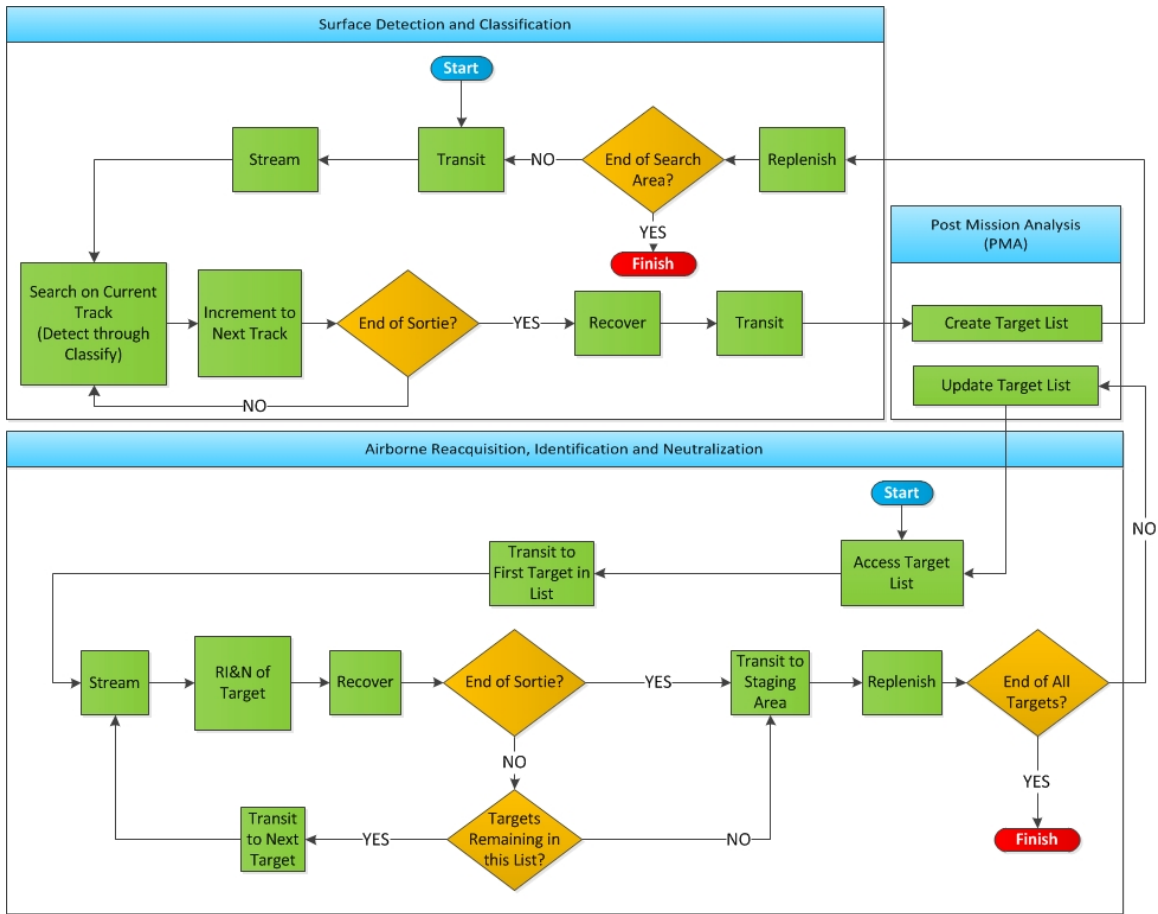 Surface Detection and Classification
Start
Stream
Transit
NO
End of Search
Area?
Replenish
YES
Finish
Post Mission Analysis
(PMA)
Search on Current
Track
(Detect through
Classify)
Increment to
Next Track
End of Sortie?
YES
Recover
Transit
Create Target List
NO
Update Target List
Airborne Reacquisition, Identification and Neutralization
Start
NO
Transit to
First Target in
List
Access Target
List
Stream
RI&N of
Target
Recover
End of Sortie?
YES
Transit to
Staging
Area
Replenish
End of All
Targets?
NO
YES
Transit
to Next
Target
YES
Targets
Remaining in
this List?
NO
Finish